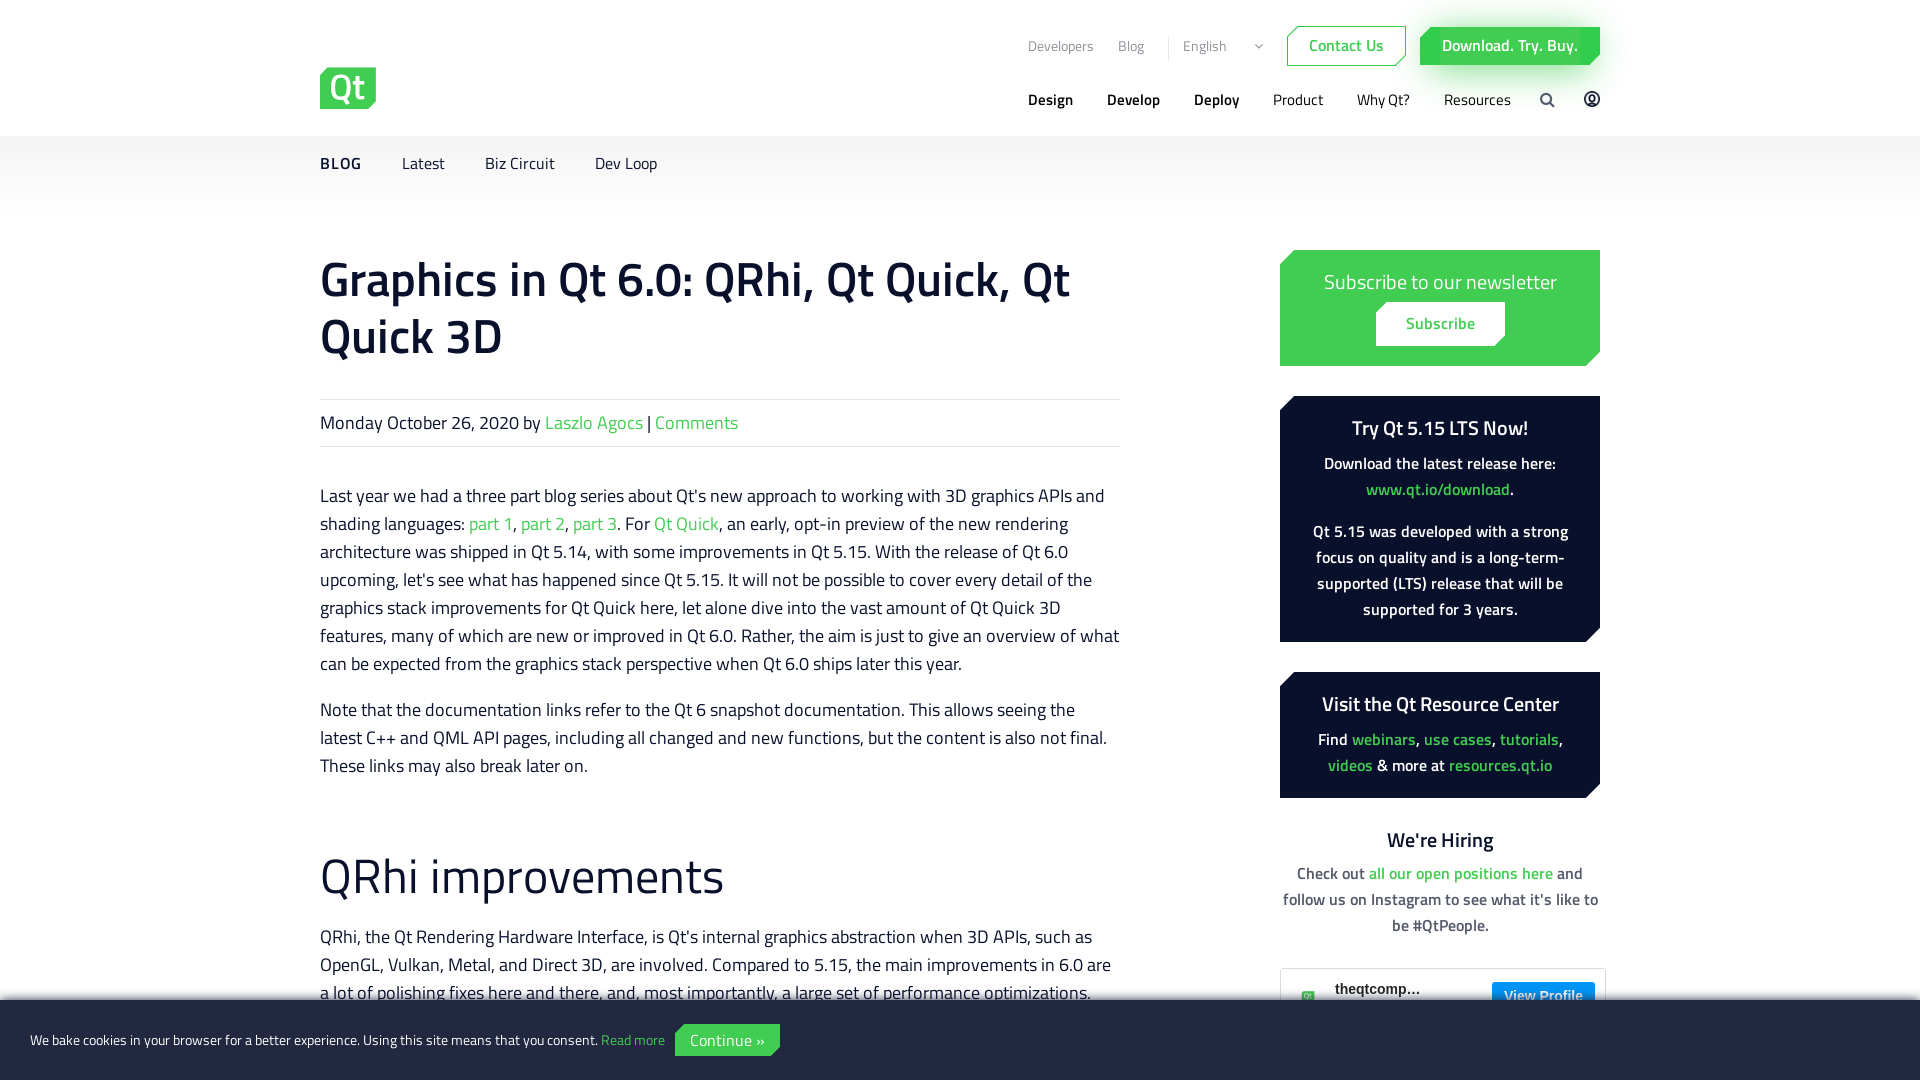 Developers Blog English Contact Us Download. Try. Buy.
Qt
Design Develop Deploy Product Why Qt? Resources
BLOG Latest Biz Circuit Dev Loop
Graphics in Qt 6.0: QRhi, Qt Quick, Qt
Quick 3D
Monday October 26, 2020 by Laszlo Agocs | Comments
Last year we had a three part blog series about Qt's new approach to working with 3D graphics APIs and
shading languages: part 1, part 2, part 3. For Qt Quick, an early, opt-in preview of the new rendering
architecture was shipped in Qt 5.14, with some improvements in Qt 5.15. With the release of Qt 6.0
upcoming, let's see what has happened since Qt 5.15. It will not be possible to cover every detail of the
graphics stack improvements for Qt Quick here, let alone dive into the vast amount of Qt Quick 3D
features, many of which are new or improved in Qt 6.0. Rather, the aim is just to give an overview of what
can be expected from the graphics stack perspective when Qt 6.0 ships later this year.
Note that the documentation links refer to the Qt 6 snapshot documentation. This allows seeing the
latest C++ and QML API pages, including all changed and new functions, but the content is also not final.
These links may also break later on.
QRhi improvements
QRhi, the Qt Rendering Hardware Interface, is Qt's internal graphics abstraction when 3D APIs, such as
OpenGL, Vulkan, Metal, and Direct 3D, are involved. Compared to 5.15, the main improvements in 6.0 are
a lot of polishing fixes here and there, and, most importantly, a large set of performance optimizations.
Subscribe to our newsletter
Subscribe
Try Qt 5.15 LTS Now!
Download the latest release here:
www.qt.io/download.
Qt 5.15 was developed with a strong
focus on quality and is a long-term-
supported (LTS) release that will be
supported for 3 years.
Visit the Qt Resource Center
Find webinars, use cases, tutorials,
videos & more at resources.qt.io
We're Hiring
Check out all our open positions here and
follow us on Instagram to see what it's like to
be #QtPeople.
Qt theqtcomp... View Profile
We bake cookies in your browser for a better experience. Using this site means that you consent. Read more Continue »